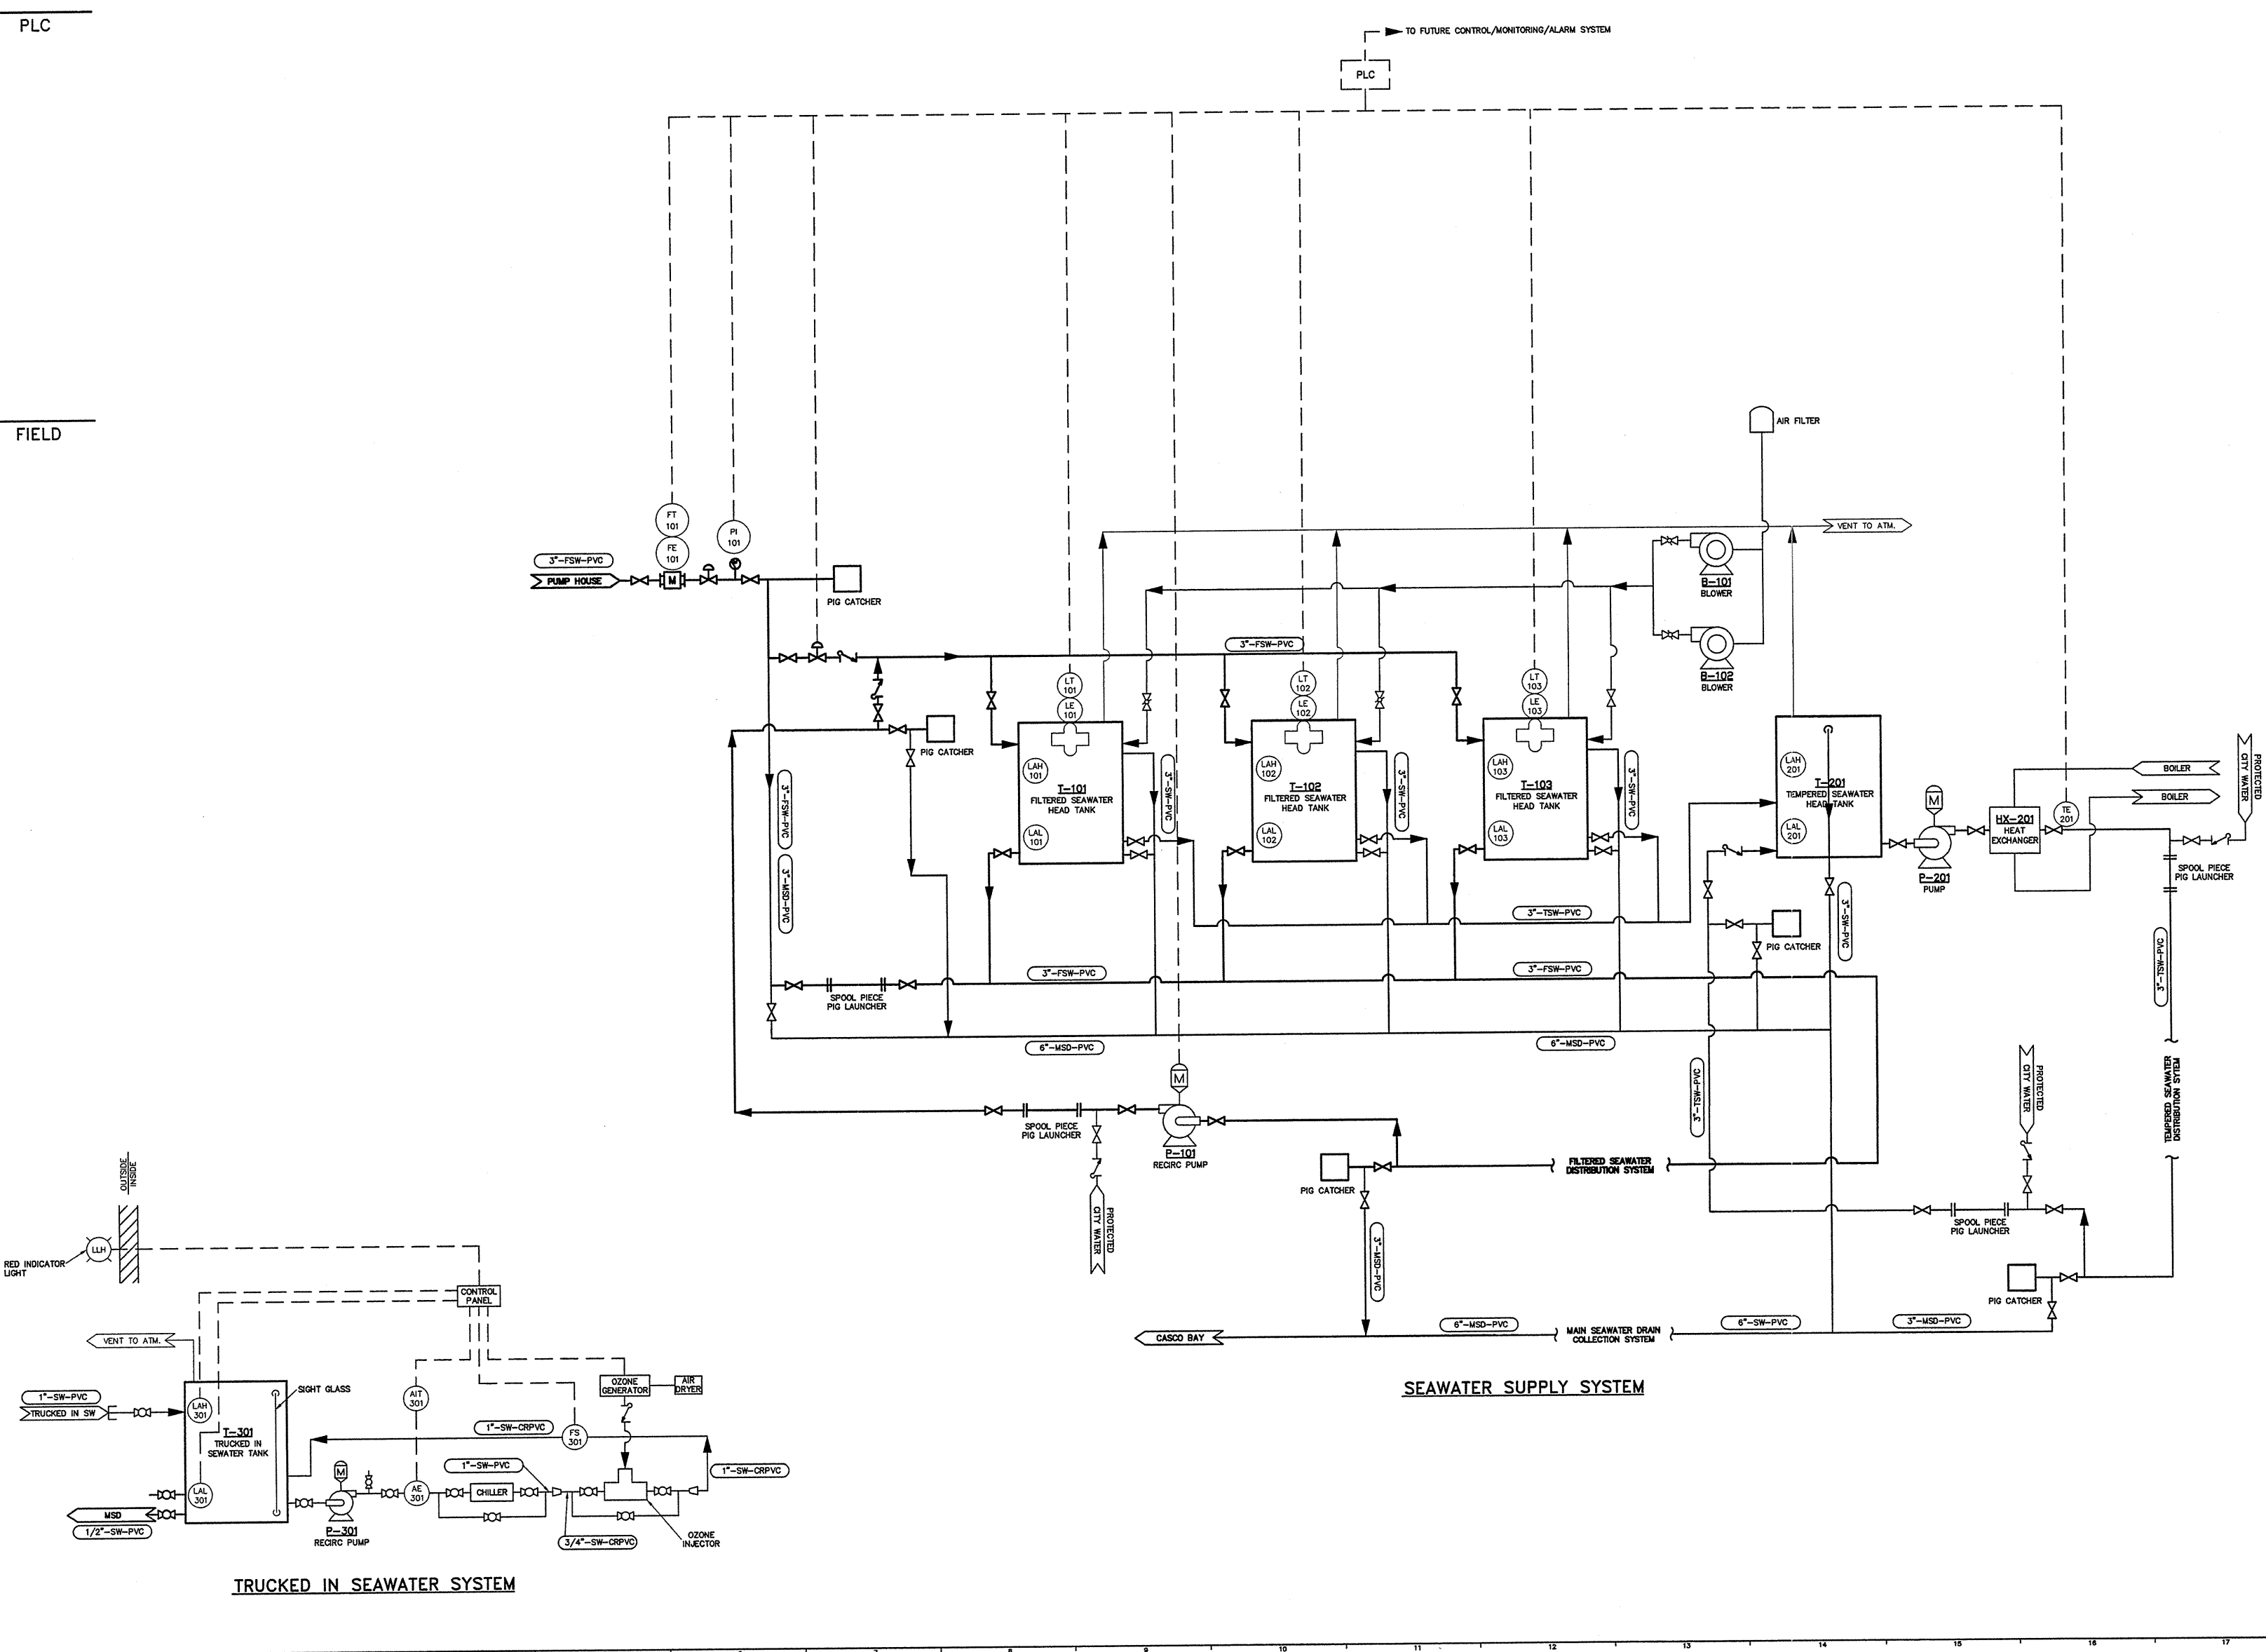 PLC
TO FUTURE CONTROL/MONITORING/ALARM SYSTEM
PLC
FIELD
AIR FILTER
FT
101
FE
101
PI
101
3"-FSW-PVC
PUMP HOUSE
M
PIG CATCHER
VENT TO ATM.
B-101
BLOWER
B-102
BLOWER
3"-FSW-PVC
LT
101
LE
101
LT
102
LE
102
LT
103
LE
103
PIG CATCHER
LAH
101
T-101
FILTERED SEAWATER
HEAD TANK
LAL
101
3"-SW-PVC
LAH
102
T-102
FILTERED SEAWATER
HEAD TANK
LAL
102
3"-SW-PVC
LAH
103
T-103
FILTERED SEAWATER
HEAD TANK
LAL
103
3"-SW-PVC
LAH
201
T-201
TEMPERED SEAWATER
HEAD TANK
LAL
201
M
P-201
PUMP
HX-201
HEAT
EXCHANGER
BOILER
BOILER
TE
201
PROTECTED
CITY WATER
SPOOL PIECE
PIG LAUNCHER
3"-FSW-PVC
3"-MSD-PVC
3"-TSW-PVC
PIG CATCHER
3"-SW-PVC
3"-TSW-PVC
3"-FSW-PVC
3"-FSW-PVC
SPOOL PIECE
PIG LAUNCHER
6"-MSD-PVC
6"-MSD-PVC
M
P-101
RECIRC PUMP
SPOOL PIECE
PIG LAUNCHER
PROTECTED
CITY WATER
3"-TSW-PVC
PROTECTED
CITY WATER
TEMPERED SEAWATER
DISTRIBUTION SYTEM
PIG CATCHER
FILTERED SEAWATER
DISTRIBUTION SYSTEM
3"-MSD-PVC
SPOOL PIECE
PIG LAUNCHER
PIG CATCHER
CASCO BAY
6"-MSD-PVC
MAIN SEAWATER DRAIN
COLLECTION SYSTEM
6"-SW-PVC
3"-MSD-PVC
SEAWATER SUPPLY SYSTEM
OUTSIDE
INSIDE
LLH
RED INDICATOR
LIGHT
CONTROL
PANEL
VENT TO ATM.
1"-SW-PVC
TRUCKED IN SW
LAH
301
SIGHT GLASS
T-301
TRUCKED IN
SEWATER TANK
LAL
301
MSD
1/2"-SW-PVC
M
P-301
RECIRC PUMP
AIT
301
AE
301
CHILLER
1"-SW-CRPVC
1"-SW-PVC
FS
301
OZONE
GENERATOR
AIR
DRYER
1"-SW-CRPVC
3/4"-SW-CRPVC
OZONE
INJECTOR
TRUCKED IN SEAWATER SYSTEM
8
9
10
11
12
13
14
15
16
17